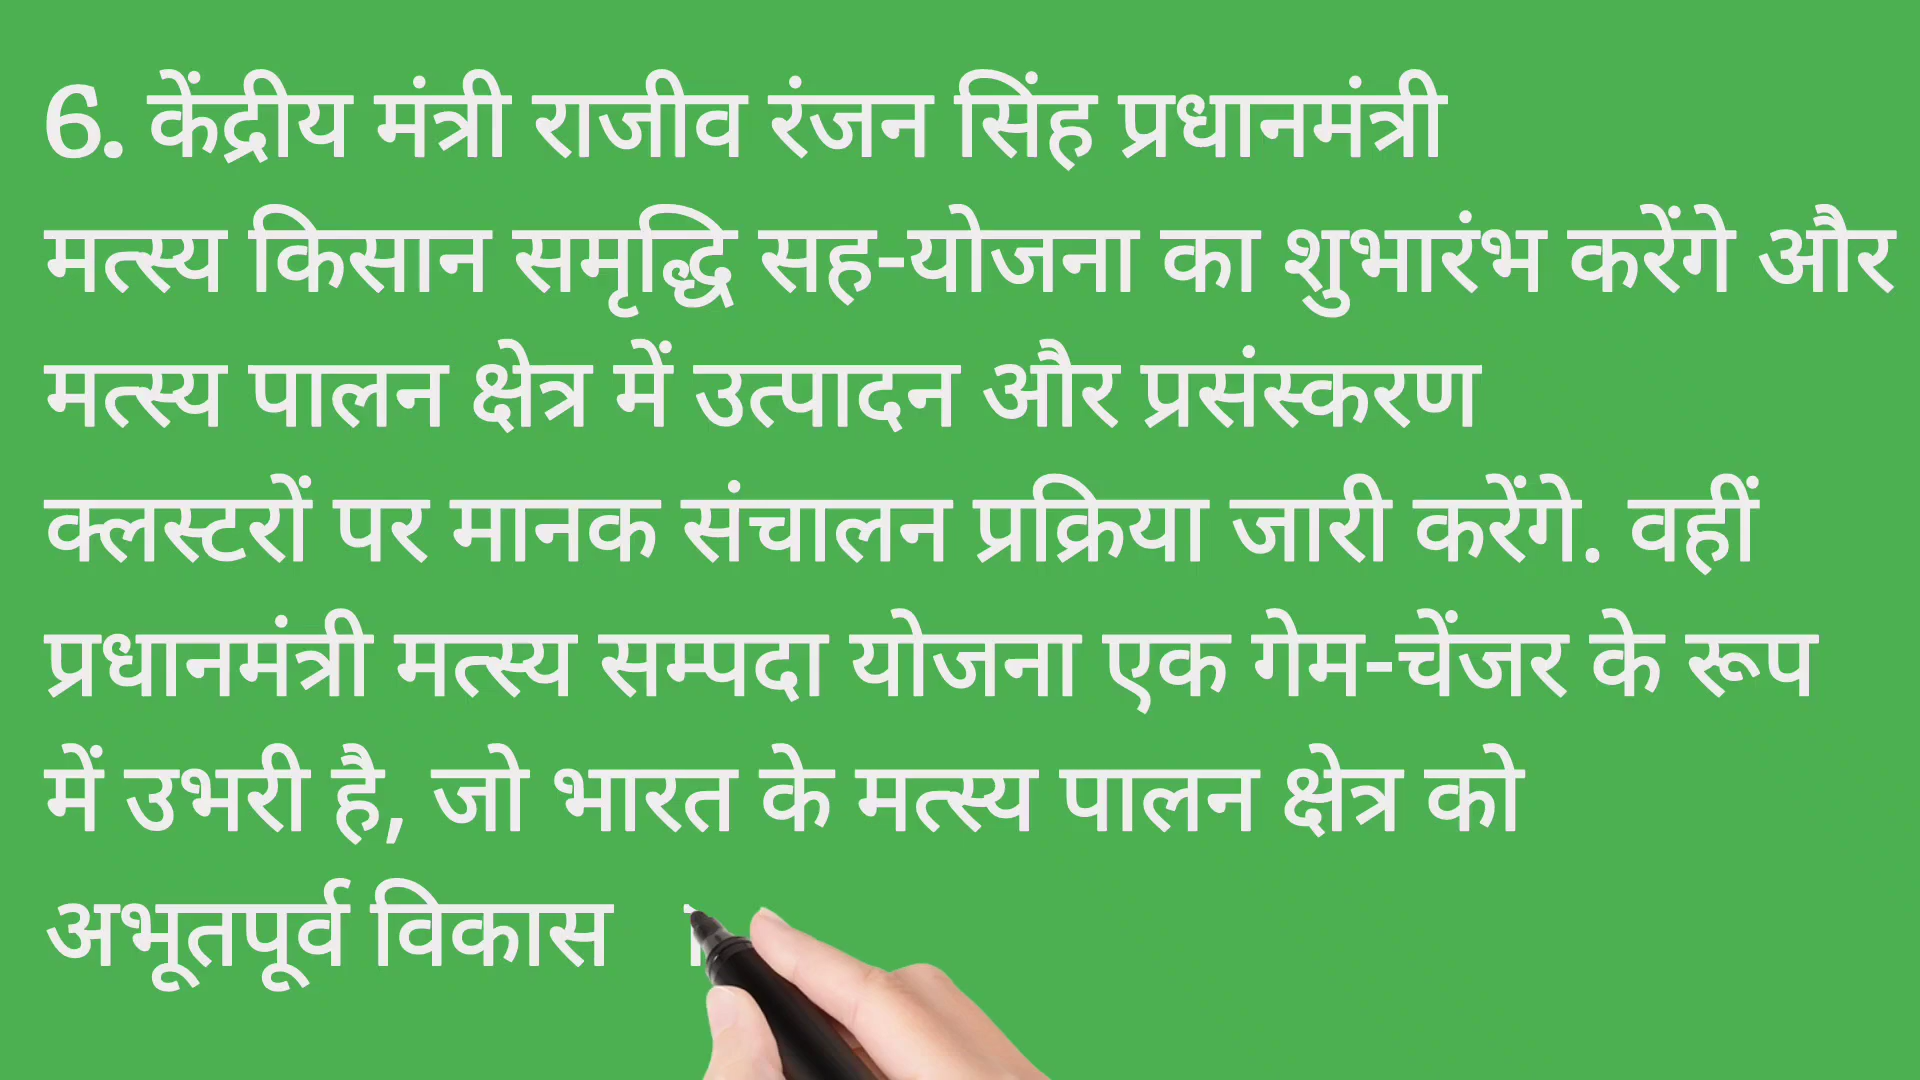 6. केंद्रीय मंत्री राजीव रंजन सिंह प्रधानमंत्री
मत्स्य किसान समृद्धि सह-योजना का शुभारंभ करेंगे और
मत्स्य पालन क्षेत्र में उत्पादन और प्रसंस्करण
क्लस्टरों पर मानक संचालन प्रक्रिया जारी करेंगे. वहीं
प्रधानमंत्री मत्स्य सम्पदा योजना एक गेम-चेंजर के रूप
में उभरी है, जो भारत के मत्स्य पालन क्षेत्र को
अभूतपूर्व विकास